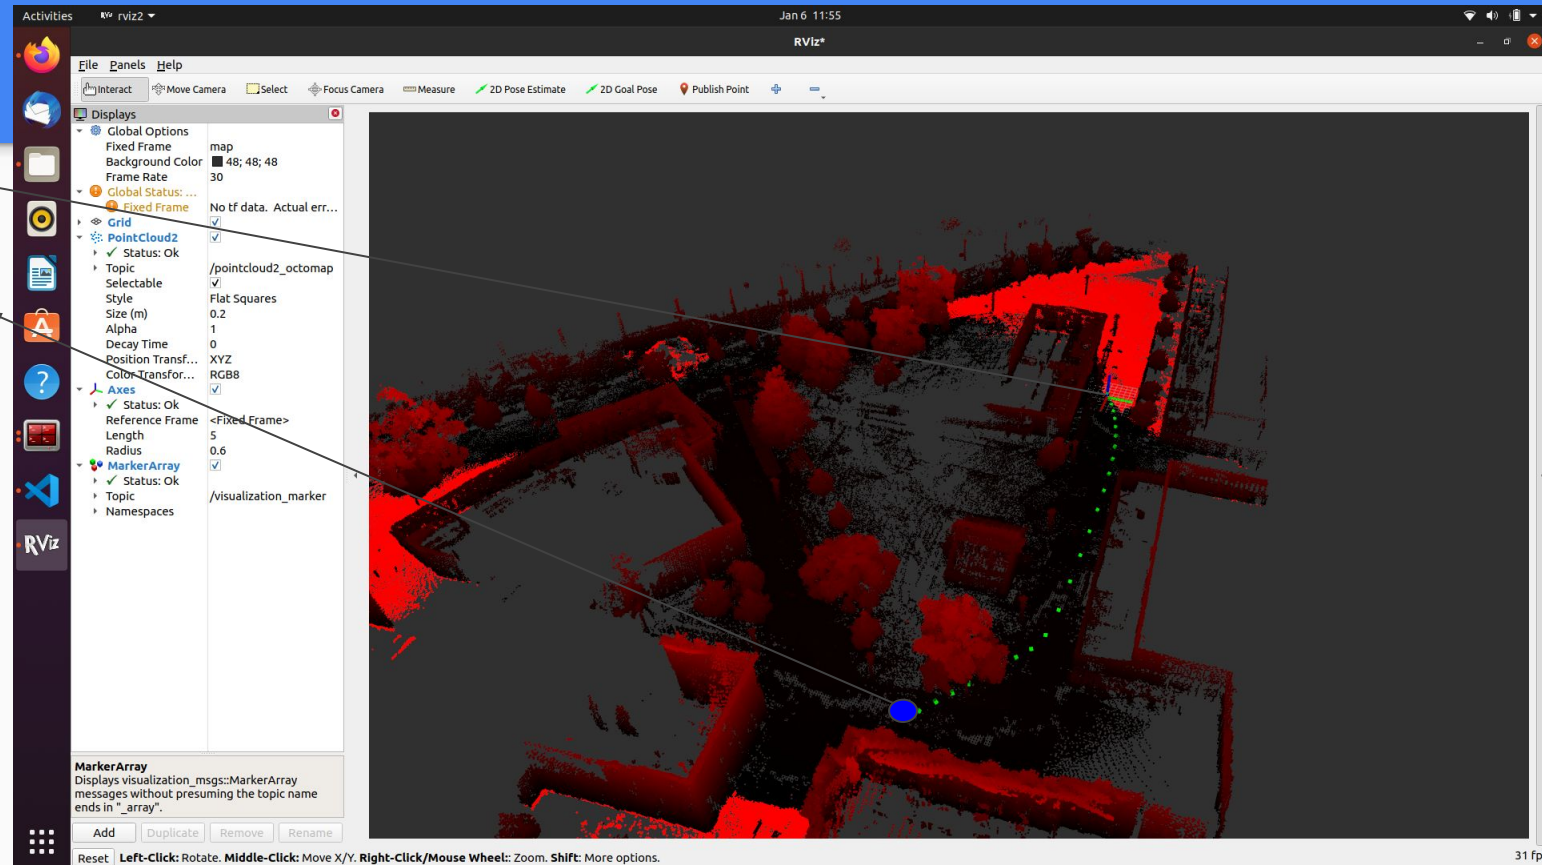 Activities
rviz2
Jan 6 11:55
RViz*
File Panels Help
Interact Move Camera Select Focus Camera Measure 2D Pose Estimate 2D Goal Pose Publish Point
Displays
Global Options
Fixed Frame map
Background Color 48; 48; 48
Frame Rate 30
Global Status: ...
Fixed Frame No tf data. Actual err...
Grid
PointCloud2
Status: Ok
Topic /pointcloud2_octomap
Selectable
Style Flat Squares
Size (m) 0.2
Alpha 1
Decay Time 0
Position Transf... XYZ
Color Transfor... RGB8
Axes
Status: Ok
Reference Frame <Fixed Frame>
Length 5
Radius 0.6
MarkerArray
Status: Ok
Topic /visualization_marker
Namespaces
RViz
MarkerArray
Displays visualization_msgs::MarkerArray
messages without presuming the topic name
ends in "_array".
Add Duplicate Remove Rename
Reset Left-Click: Rotate. Middle-Click: Move X/Y. Right-Click/Mouse Wheel:: Zoom. Shift: More options.
31 fp